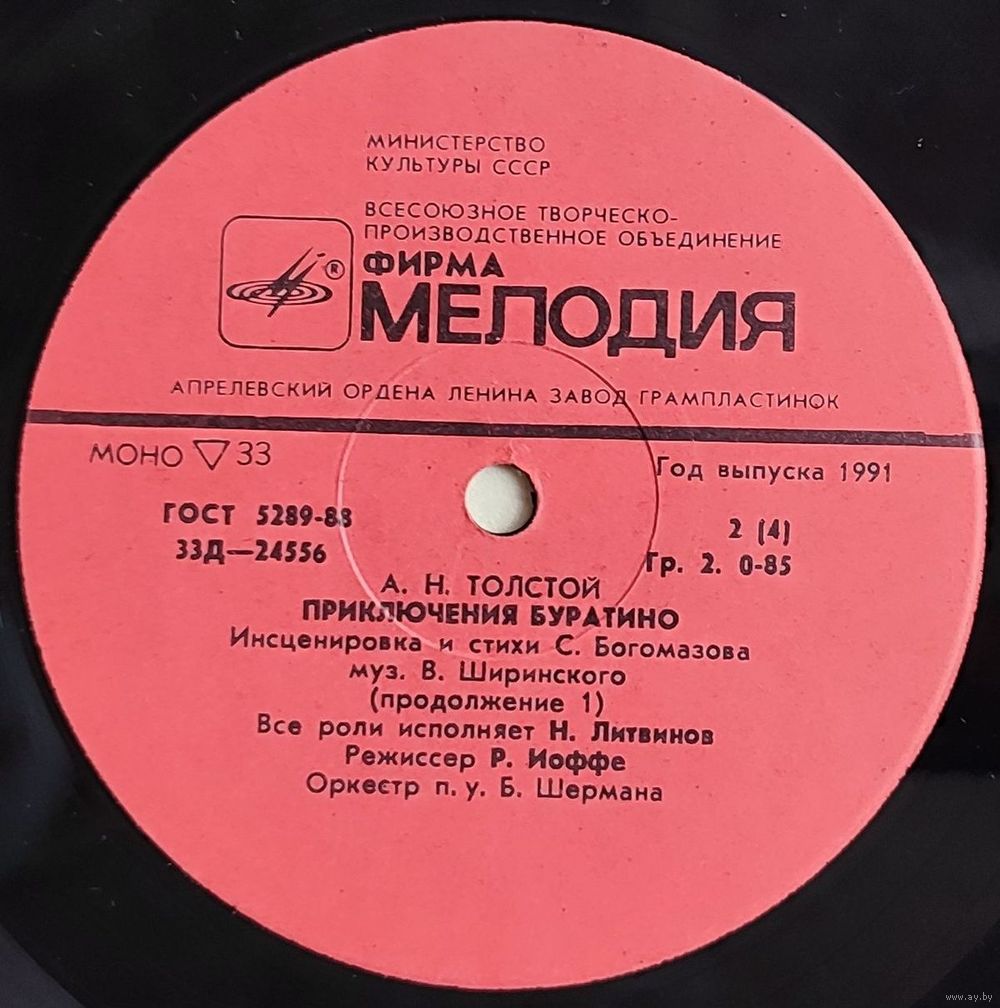 МИНИСТЕРСТВО
КУЛЬТУРЫ СССР
ВСЕСОЮЗНОЕ ТВОРЧЕСКО-
ПРОИЗВОДСТВЕННОЕ ОБЪЕДИНЕНИЕ
®
ФИРМА
МЕЛОДИЯ
АПРЕЛЕВСКИЙ ОРДЕНА ЛЕНИНА ЗАВОД ГРАМПЛАСТИНОК
МОНО ▽ 33
Год выпуска 1991
ГОСТ 5289-88
33Д—24556
2 (4)
Гр. 2. 0-85
А. Н. ТОЛСТОЙ
ПРИКЛЮЧЕНИЯ БУРАТИНО
Инсценировка и стихи С. Богомазова
муз. В. Ширинского
(продолжение 1)
Все роли исполняет Н. Литвинов
Режиссер Р. Иоффе
Оркестр п. у. Б. Шермана
www.ay.by